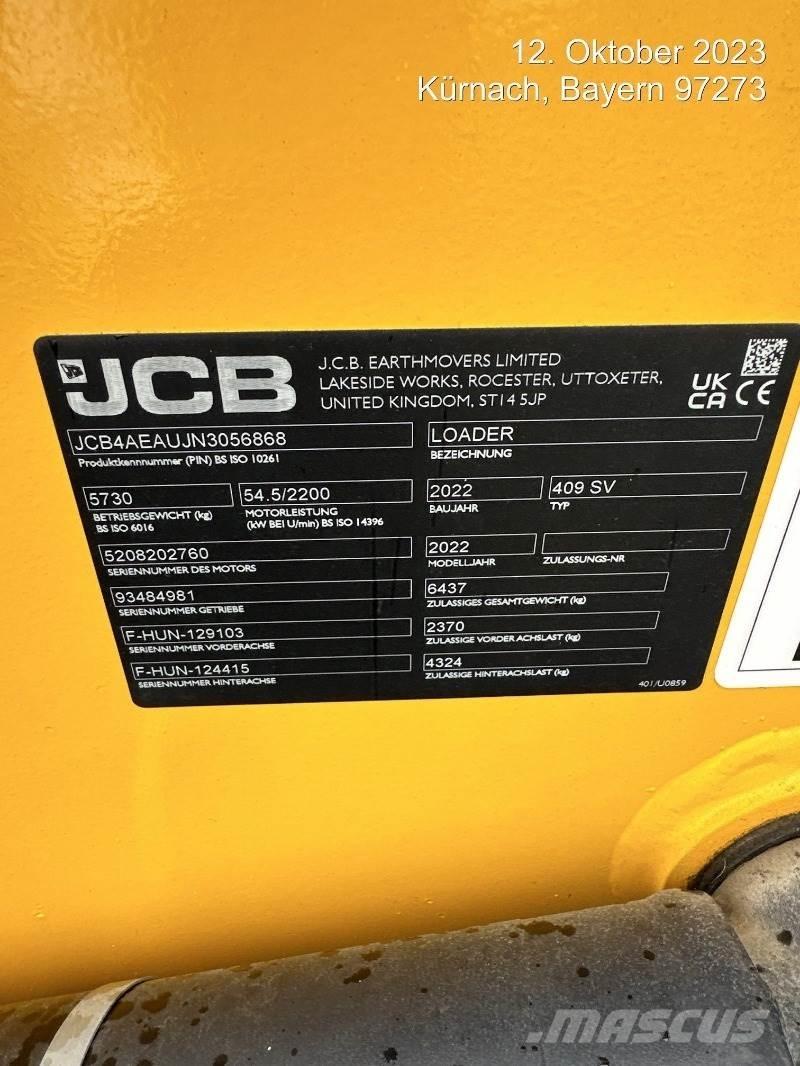 12. Oktober 2023
Kürnach, Bayern 97273
JCB
J.C.B. EARTHMOVERS LIMITED
LAKESIDE WORKS, ROCESTER, UTTOXETER,
UNITED KINGDOM, ST14 5JP
UK
CA CE
JCB4AEAUJN3056868
Produktkennnummer (PIN) BS ISO 10261
LOADER
BEZEICHNUNG
5730
BETRIEBSGEWICHT (kg)
BS ISO 6016
54.5/2200
MOTORLEISTUNG
(kW BEI U/min) BS ISO 14396
2022
BAUJAHR
409 SV
TYP
5208202760
SERIENNUMMER DES MOTORS
2022
MODELLJAHR
ZULASSUNGS-NR
93484981
SERIENNUMMER GETRIEBE
6437
ZULASSIGES GESAMTGEWICHT (kg)
F-HUN-129103
SERIENNUMMER VORDERACHSE
2370
ZULASSIGE VORDER ACHSLAST (kg)
F-HUN-124415
SERIENNUMMER HINTERACHSE
4324
ZULASSIGE HINTERACHSLAST (kg)
401/U0859
MASCUS